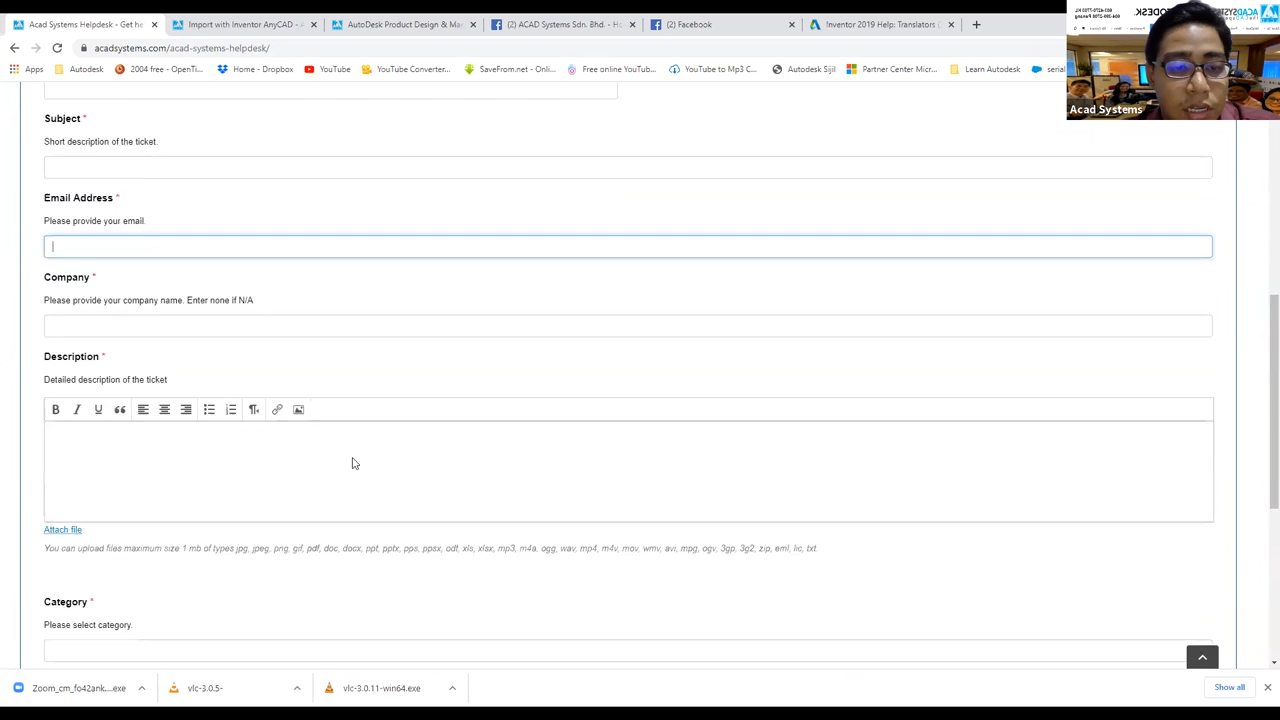 Acad Systems Helpdesk - Get he
Import with Inventor AnyCAD - A
AutoDesk Product Design & Ma
(2) ACAD Systems Sdn. Bhd. - Ho
(2) Facebook
Inventor 2019 Help: Translators
acadsystems.com/acad-systems-helpdesk/
Apps
Autodesk
2004 free - OpenTi...
Home - Dropbox
YouTube
YouTube Converter...
SaveFrom.net - Onli...
Free online YouTub...
YouTube to Mp3 C...
Autodesk Sijil
Partner Center Micr...
Learn Autodesk
serial
Acad Systems
Subject *
Short description of the ticket.
Email Address *
Please provide your email.
Company *
Please provide your company name. Enter none if N/A
Description *
Detailed description of the ticket
B I U
Attach file
You can upload files maximum size 1 mb of types jpg, jpeg, png, gif, pdf, doc, docx, ppt, pptx, pps, ppsx, odt, xls, xlsx, mp3, m4a, ogg, wav, mp4, m4v, mov, wmv, avi, mpg, ogv, 3gp, 3g2, zip, eml, lic, txt.
Category *
Please select category.
Zoom_cm_fo42ank....exe
vlc-3.0.5-
vlc-3.0.11-win64.exe
Show all